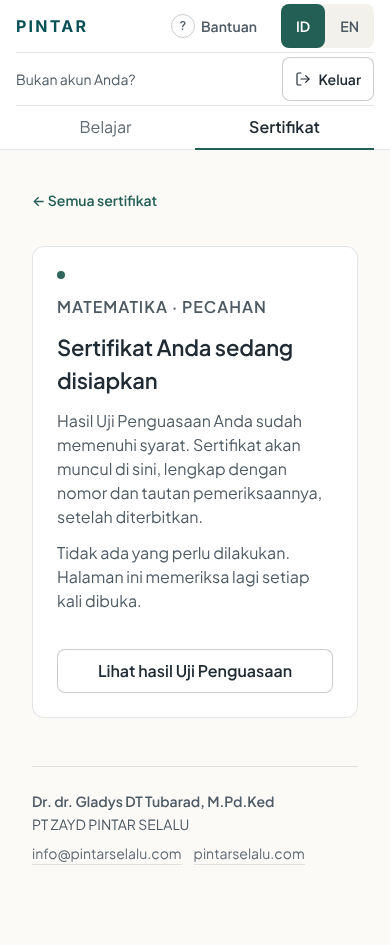 PINTAR
? Bantuan
ID EN
Bukan akun Anda?
Keluar
Belajar
Sertifikat
← Semua sertifikat
MATEMATIKA · PECAHAN
Sertifikat Anda sedang
disiapkan
Hasil Uji Penguasaan Anda sudah
memenuhi syarat. Sertifikat akan
muncul di sini, lengkap dengan
nomor dan tautan pemeriksaannya,
setelah diterbitkan.
Tidak ada yang perlu dilakukan.
Halaman ini memeriksa lagi setiap
kali dibuka.
Lihat hasil Uji Penguasaan
Dr. dr. Gladys DT Tubarad, M.Pd.Ked
PT ZAYD PINTAR SELALU
info@pintarselalu.com pintarselalu.com